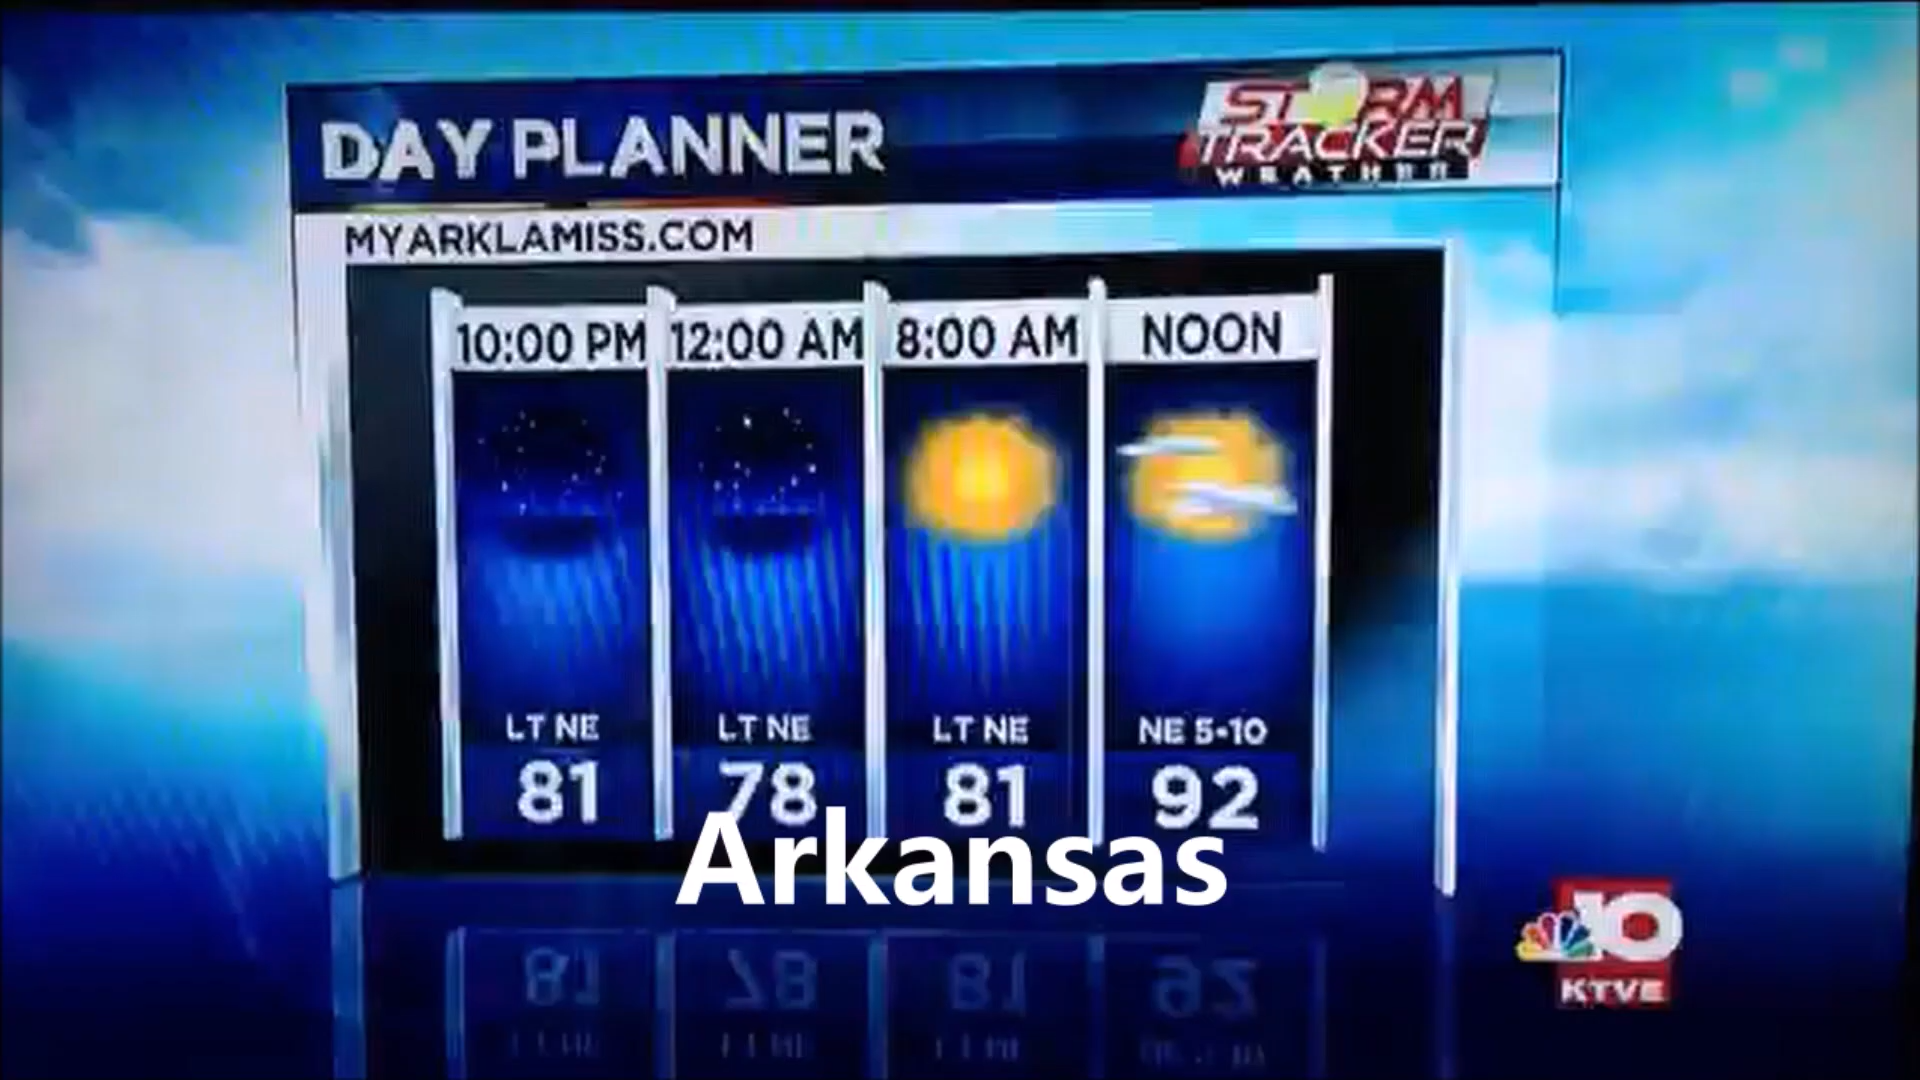 DAY PLANNER
STORM
TRACKER
WEATHER
MYARKLAMISS.COM
10:00 PM 12:00 AM 8:00 AM NOON
LT NE LT NE LT NE NE 5-10
81 78 81 92
Arkansas
10
KTVE